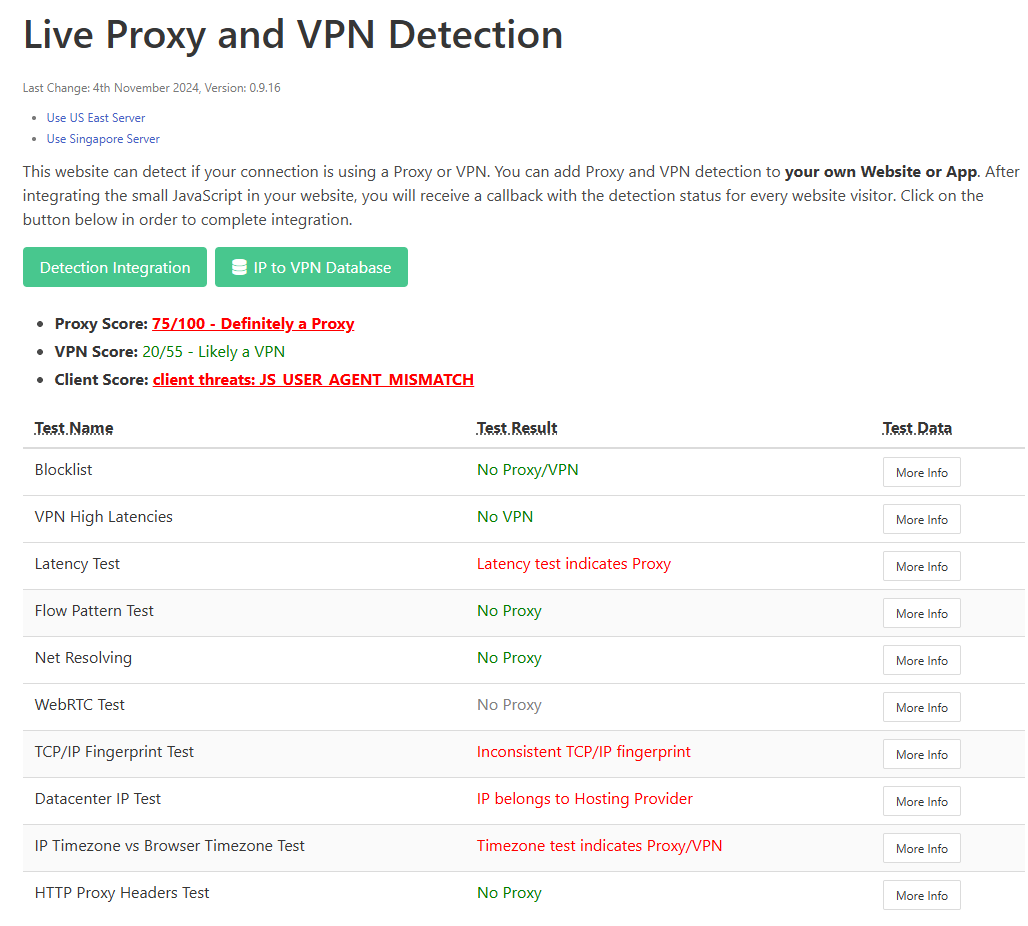 Live Proxy and VPN Detection
Last Change: 4th November 2024, Version: 0.9.16
Use US East Server
Use Singapore Server
This website can detect if your connection is using a Proxy or VPN. You can add Proxy and VPN detection to your own Website or App. After
integrating the small JavaScript in your website, you will receive a callback with the detection status for every website visitor. Click on the
button below in order to complete integration.
Detection Integration IP to VPN Database
Proxy Score: 75/100 - Definitely a Proxy
VPN Score: 20/55 - Likely a VPN
Client Score: client threats: JS_USER_AGENT_MISMATCH
Test Name Test Result Test Data
Blocklist No Proxy/VPN More Info
VPN High Latencies No VPN More Info
Latency Test Latency test indicates Proxy More Info
Flow Pattern Test No Proxy More Info
Net Resolving No Proxy More Info
WebRTC Test No Proxy More Info
TCP/IP Fingerprint Test Inconsistent TCP/IP fingerprint More Info
Datacenter IP Test IP belongs to Hosting Provider More Info
IP Timezone vs Browser Timezone Test Timezone test indicates Proxy/VPN More Info
HTTP Proxy Headers Test No Proxy More Info